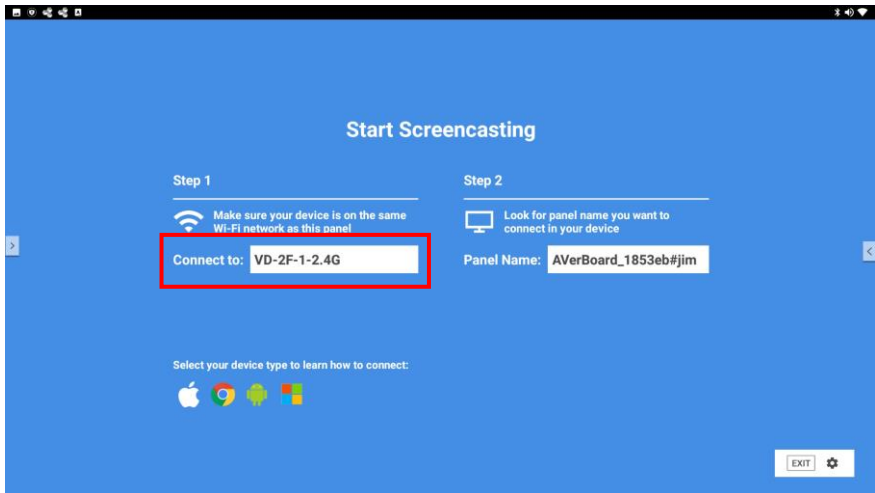 Start Screencasting
Step 1
Make sure your device is on the same
Wi-Fi network as this panel
Connect to: VD-2F-1-2.4G
Step 2
Look for panel name you want to
connect in your device
Panel Name: AVerBoard_1853eb#jim
Select your device type to learn how to connect:
EXIT